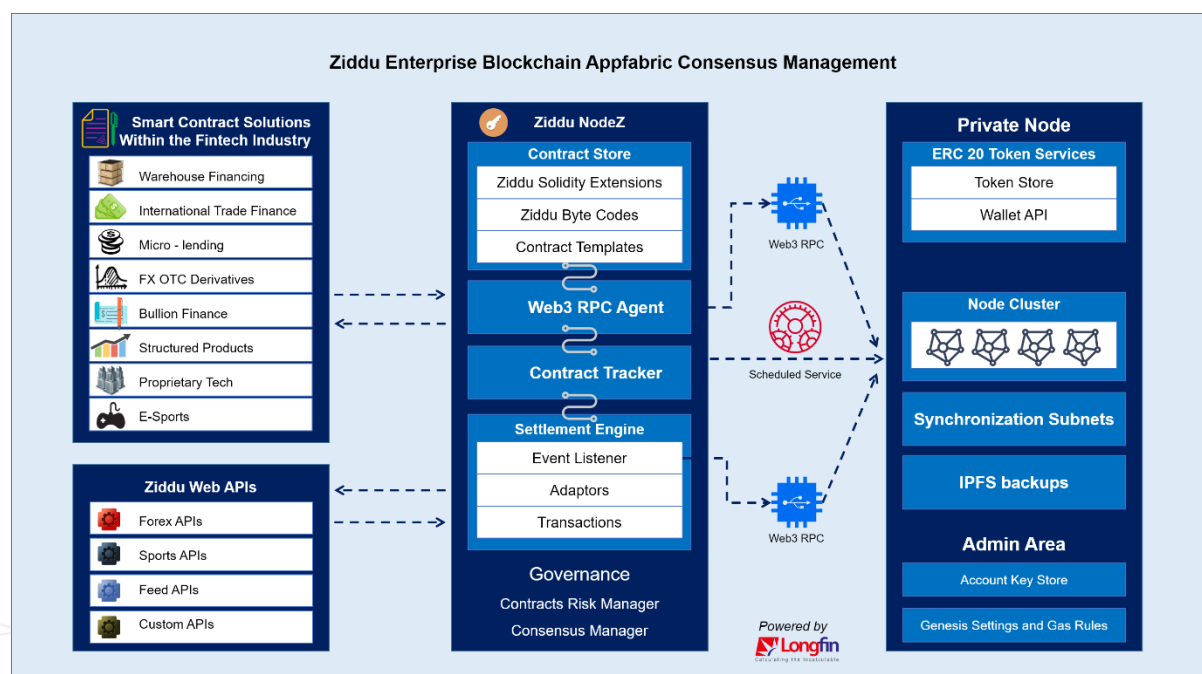 Ziddu Enterprise Blockchain Appfabric Consensus Management
Smart Contract Solutions
Within the Fintech Industry
Warehouse Financing
International Trade Finance
Micro - lending
FX OTC Derivatives
Bullion Finance
Structured Products
Proprietary Tech
E-Sports
Ziddu Web APIs
Forex APIs
Sports APIs
Feed APIs
Custom APIs
Ziddu NodeZ
Contract Store
Ziddu Solidity Extensions
Ziddu Byte Codes
Contract Templates
Web3 RPC Agent
Contract Tracker
Settlement Engine
Event Listener
Adaptors
Transactions
Governance
Contracts Risk Manager
Consensus Manager
Web3 RPC
Scheduled Service
Web3 RPC
Powered by
Longfin
Calculating the Incalculable
Private Node
ERC 20 Token Services
Token Store
Wallet API
Node Cluster
Synchronization Subnets
IPFS backups
Admin Area
Account Key Store
Genesis Settings and Gas Rules